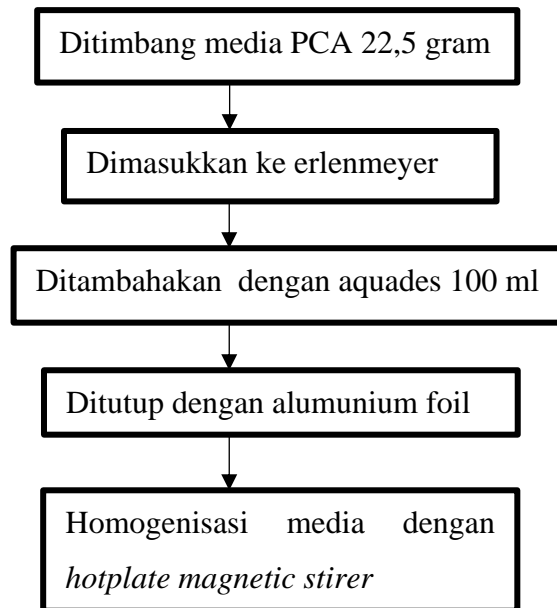 Ditimbang media PCA 22,5 gram
Dimasukkan ke erlenmeyer
Ditambahakan dengan aquades 100 ml
Ditutup dengan alumunium foil
Homogenisasi media dengan
hotplate magnetic stirer